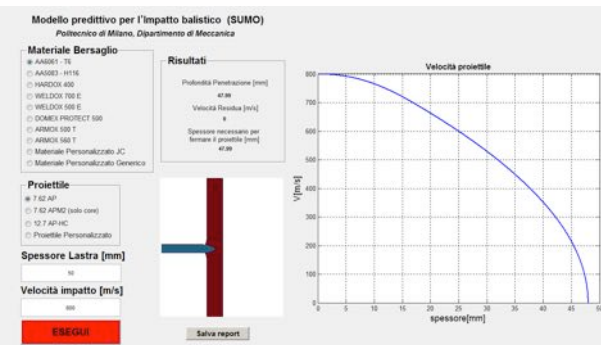 Modello predittivo per l'Impatto balistico (SUMO)
Politecnico di Milano, Dipartimento di Meccanica
Materiale Bersaglio
AA6061 - T6
AA5083 - H116
HARDOX 400
WELDOX 700 E
WELDOX 500 E
DOMEX PROTECT 500
ARMOX 500 T
ARMOX 560 T
Materiale Personalizzato JC
Materiale Personalizzato Generico
Proiettile
7.62 AP
7.62 APM2 (solo core)
12.7 AP-HC
Proiettile Personalizzato
Spessore Lastra [mm]
50
Velocità impatto [m/s]
800
ESEGUI
Risultati
Profondità Penetrazione [mm]
47.99
Velocità Residua [m/s]
0
Spessore necessario per
fermare il proiettile [mm]
47.99
Salva report
Velocità proiettile
V[m/s]
800
700
600
500
400
300
200
100
0
0 5 10 15 20 25 30 35 40 45 50
spessore[mm]